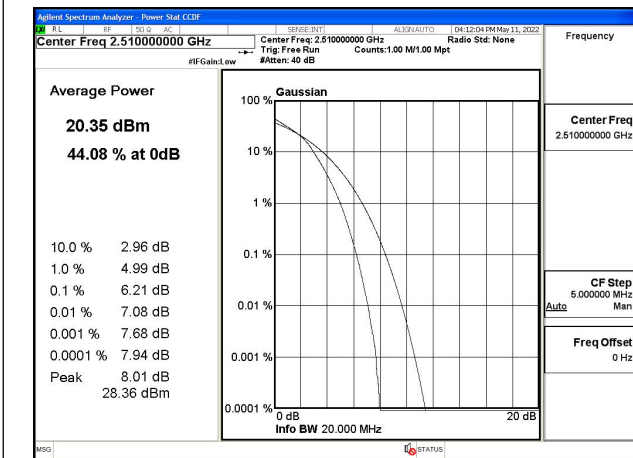 Agilent Spectrum Analyzer - Power Stat CCDF
RL RF 50 Ω AC SENSE:INT ALIGN AUTO 04:12:04 PM May 11, 2022
Center Freq 2.510000000 GHz
Center Freq: 2.510000000 GHz Radio Std: None
Trig: Free Run Counts:1.00 M/1.00 Mpt
#IFGain:Low #Atten: 40 dB
Frequency
Average Power
20.35 dBm
44.08 % at 0dB
10.0 % 2.96 dB
1.0 % 4.99 dB
0.1 % 6.21 dB
0.01 % 7.08 dB
0.001 % 7.68 dB
0.0001 % 7.94 dB
Peak 8.01 dB
28.36 dBm
Gaussian
100 %
10 %
1 %
0.1 %
0.01 %
0.001 %
0.0001 %
0 dB 20 dB
Info BW 20.000 MHz
Center Freq
2.510000000 GHz
CF Step
5.000000 MHz
Auto Man
Freq Offset
0 Hz
MSG STATUS